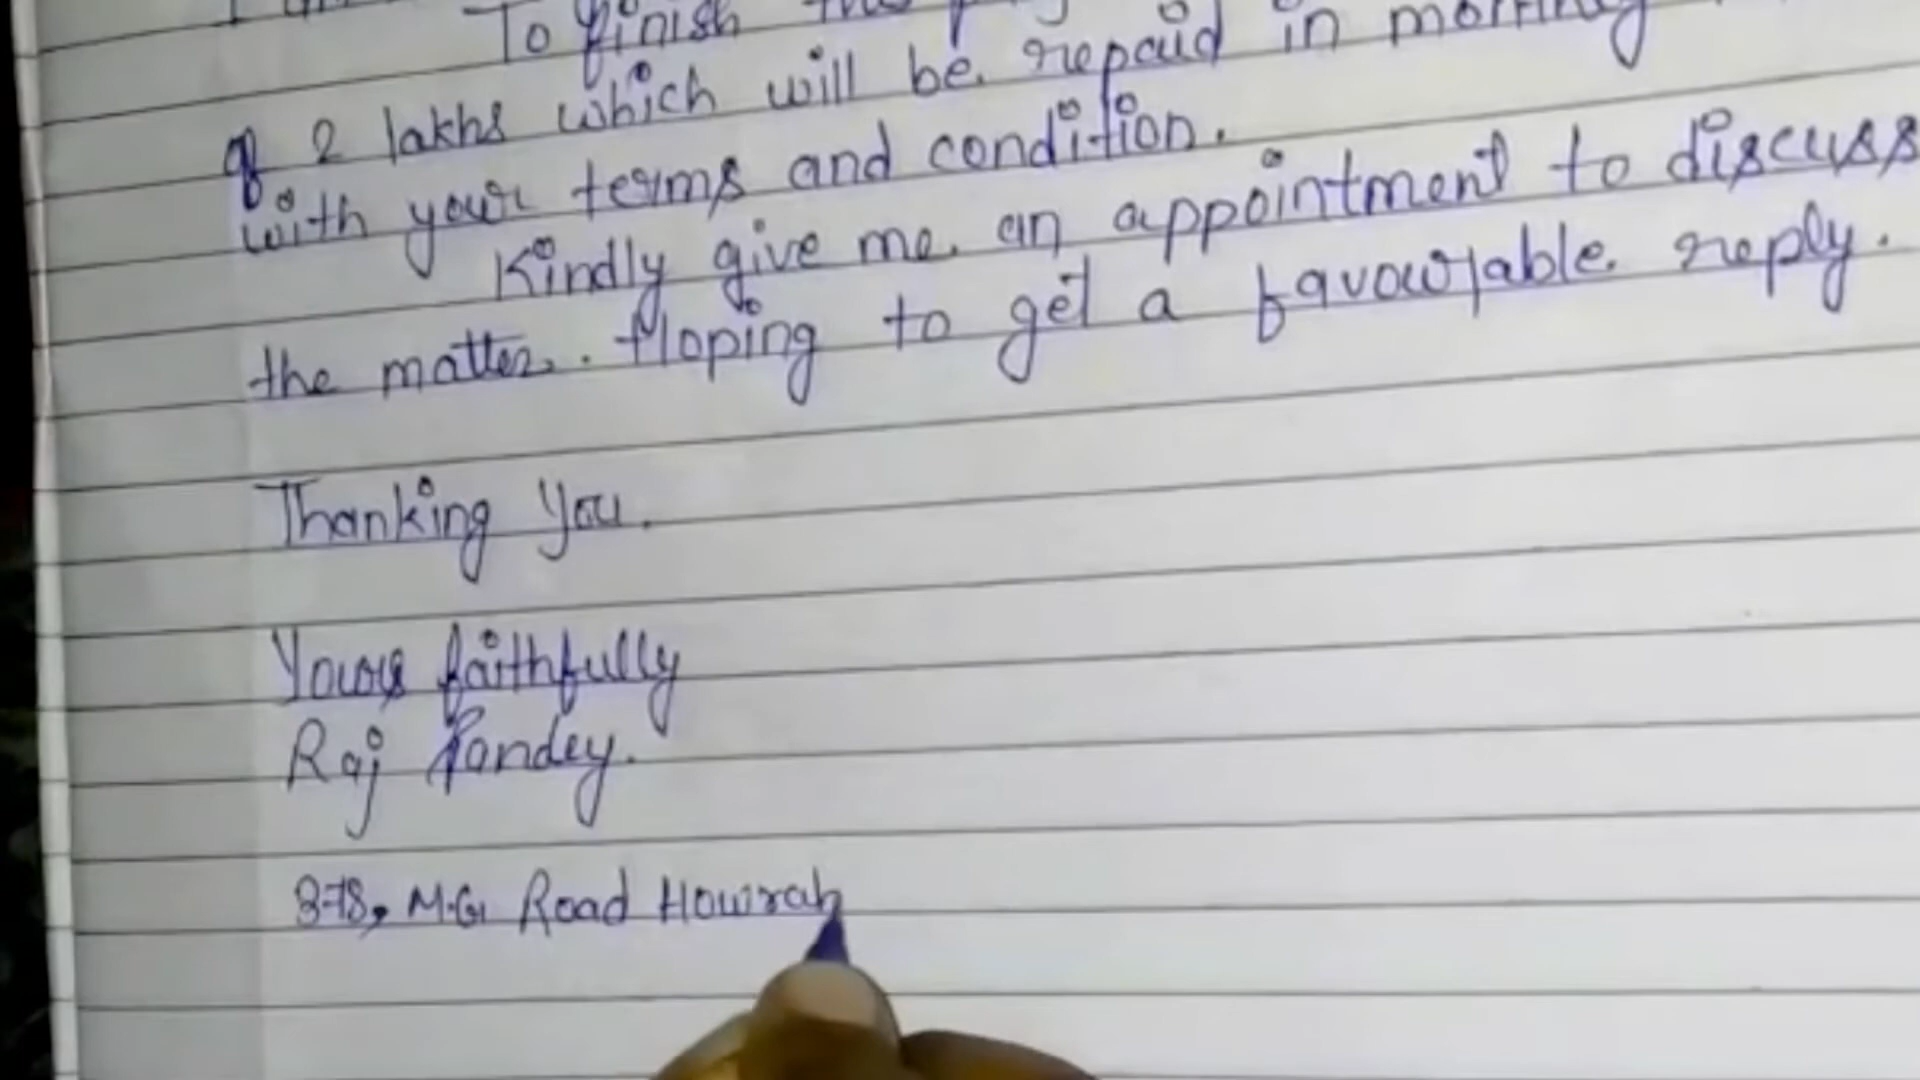 To finish this
of 2 lakhs which will be repaid in
with your terms and condition.
Kindly give me an appointment to discuss
the matter. Hoping to get a favourable reply.
Thanking You.
Yours faithfully
Raj Pandey.
378, M.G. Road Howrah